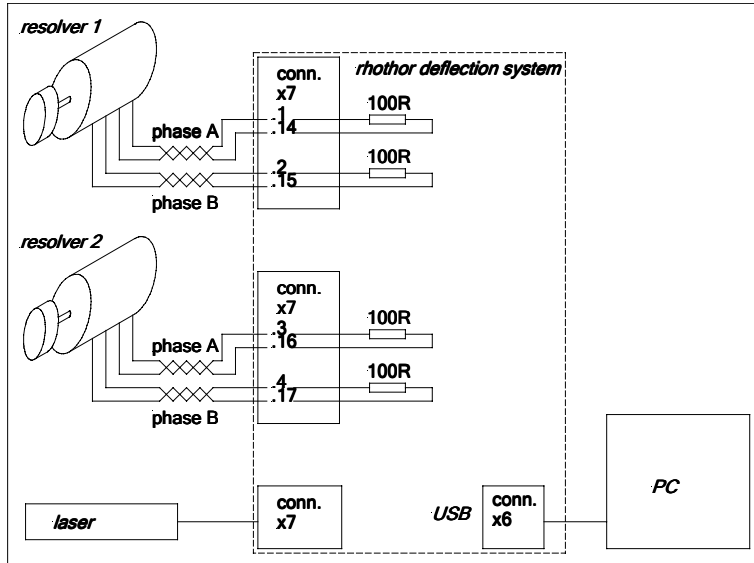 resolver 1
rhothor deflection system
conn.
x7
100R
phase A
.1
.14
100R
.2
.15
phase B
resolver 2
conn.
x7
100R
phase A
.3
.16
100R
.4
.17
phase B
laser
conn.
x7
USB
conn.
x6
PC